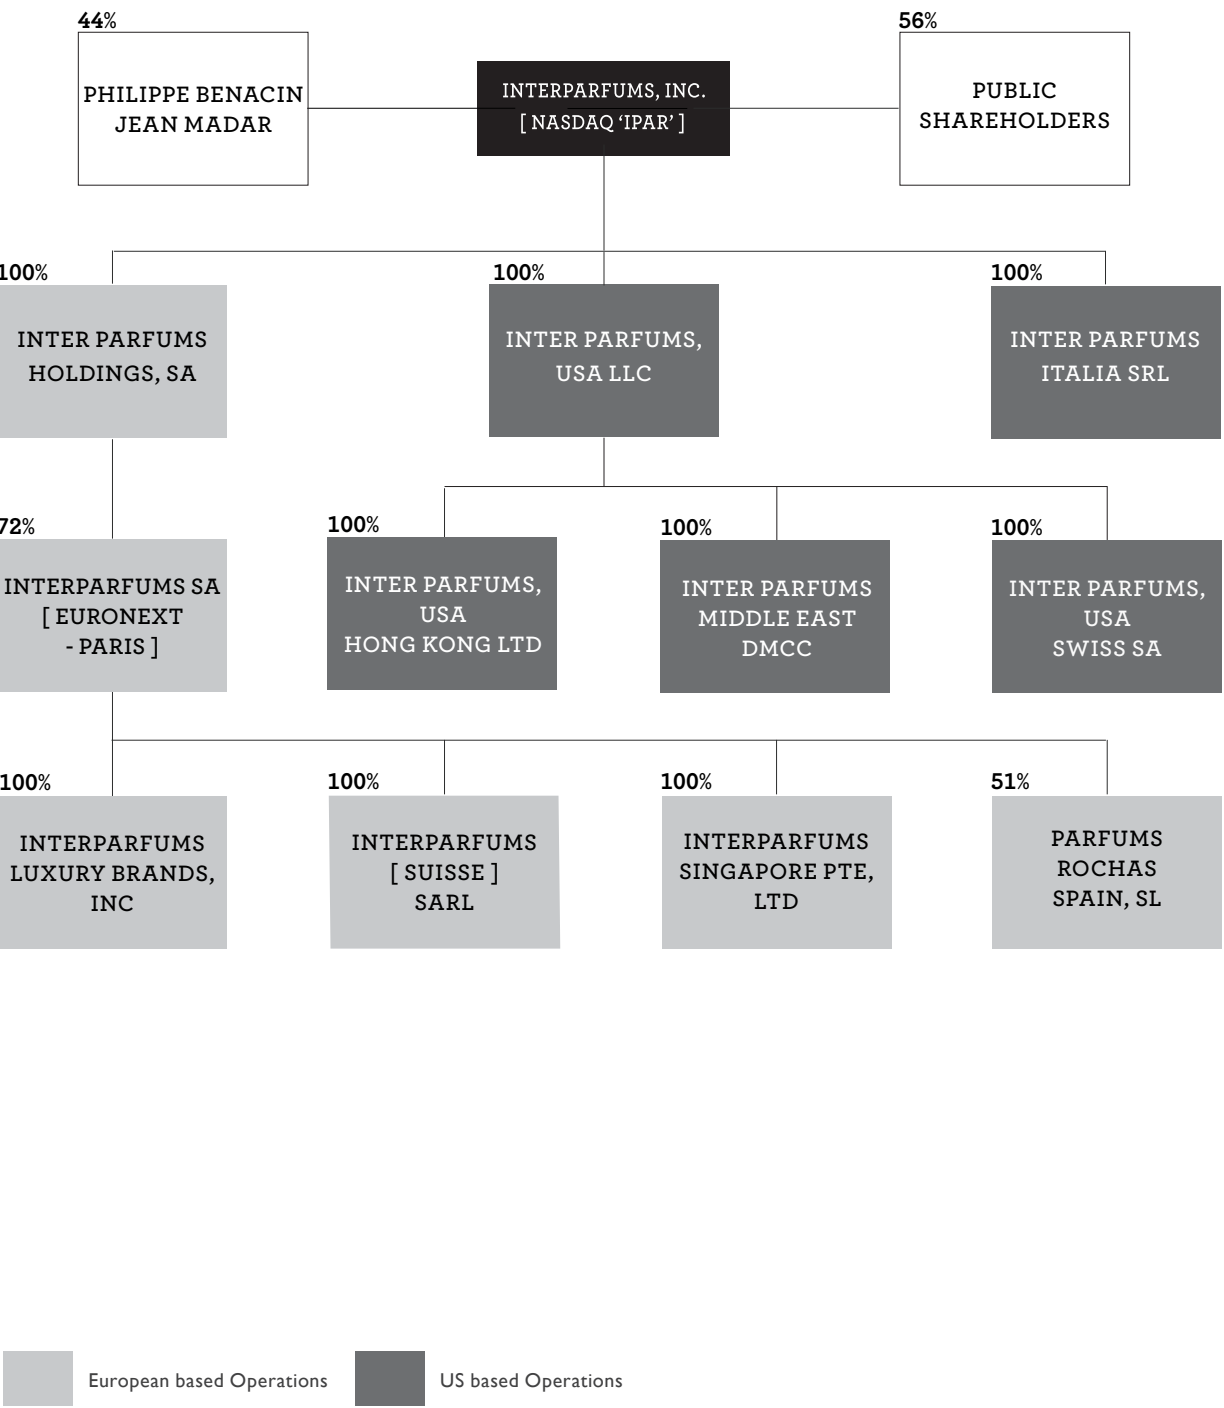 44%
PHILIPPE BENACIN
JEAN MADAR
INTERPARFUMS, INC.
[ NASDAQ ‘IPAR’ ]
56%
PUBLIC
SHAREHOLDERS
100%
INTER PARFUMS
HOLDINGS, SA
100%
INTER PARFUMS,
USA LLC
100%
INTER PARFUMS
ITALIA SRL
72%
INTERPARFUMS SA
[ EURONEXT
- PARIS ]
100%
INTER PARFUMS,
USA
HONG KONG LTD
100%
INTER PARFUMS
MIDDLE EAST
DMCC
100%
INTER PARFUMS,
USA
SWISS SA
100%
INTERPARFUMS
LUXURY BRANDS,
INC
100%
INTERPARFUMS
[ SUISSE ]
SARL
100%
INTERPARFUMS
SINGAPORE PTE,
LTD
51%
PARFUMS
ROCHAS
SPAIN, SL
European based Operations
US based Operations